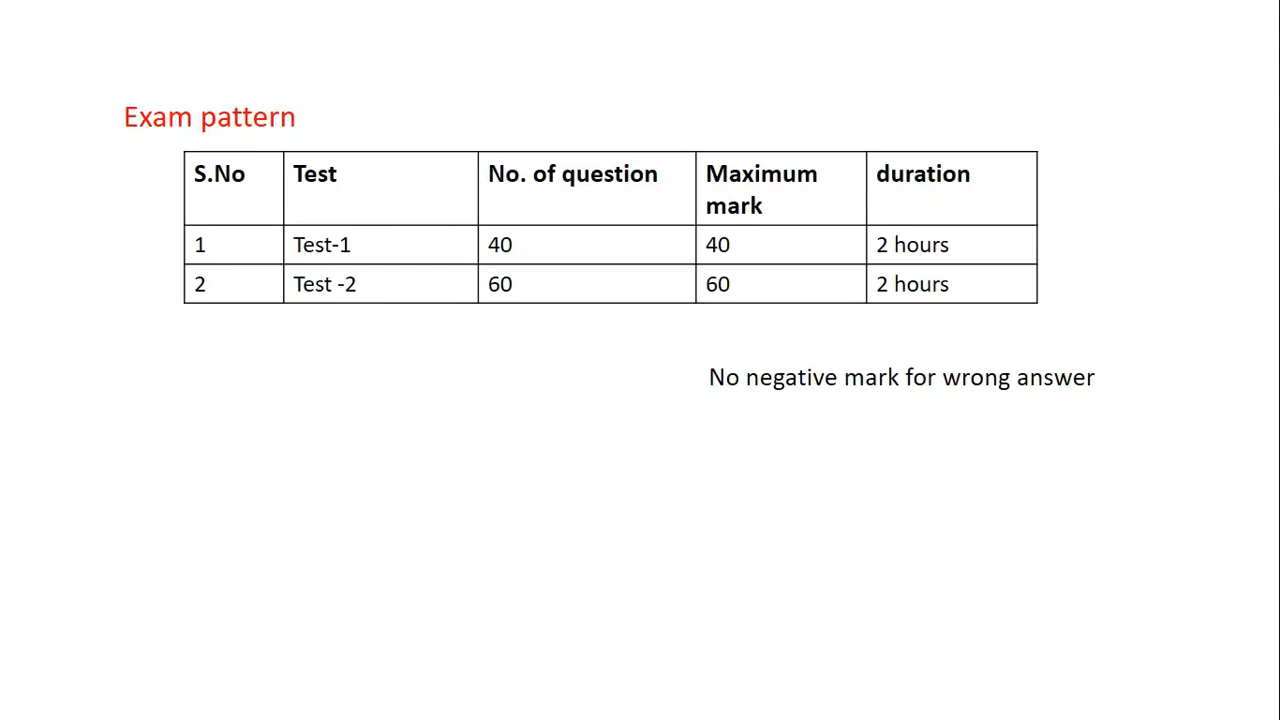 Exam pattern
S.No Test No. of question Maximum mark duration
1 Test-1 40 40 2 hours
2 Test -2 60 60 2 hours
No negative mark for wrong answer